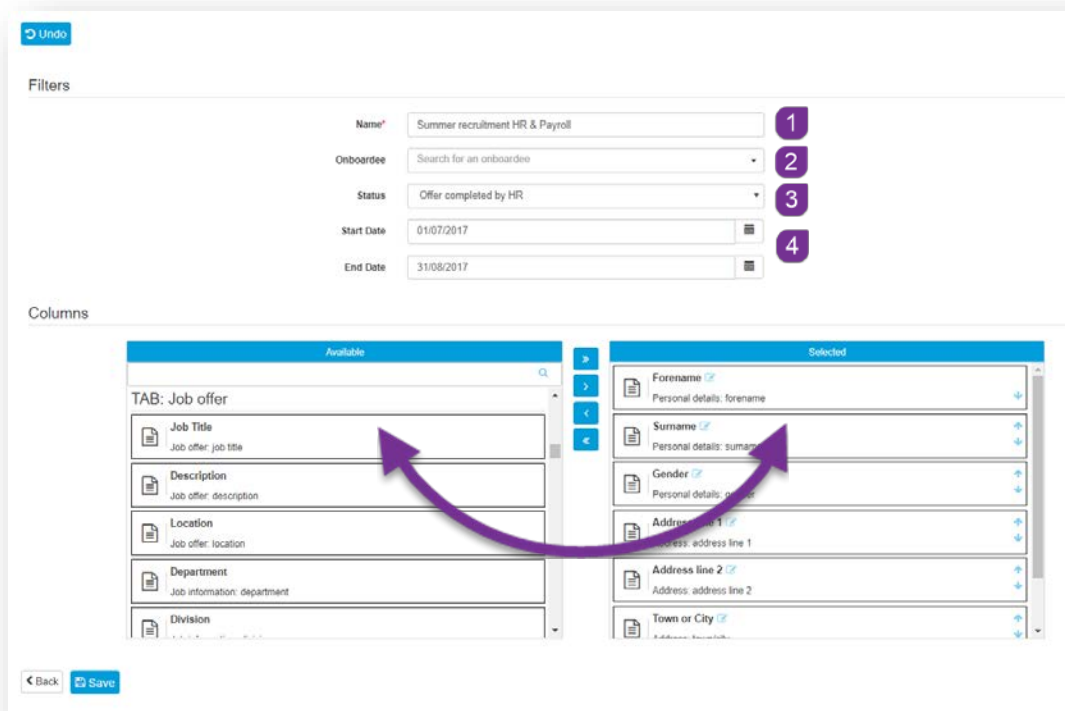 Undo
Filters
Name* Summer recruitment HR & Payroll 1
Onboardee Search for an onboardee 2
Status Offer completed by HR 3
Start Date 01/07/2017
4
End Date 31/08/2017
Columns
Available
TAB: Job offer
Job Title
Job offer: job title
Description
Job offer: description
Location
Job offer: location
Department
Job information: department
Division
Selected
Forename
Personal details: forename
Surname
Personal details: surname
Gender
Personal details:
Address 1
address line 1
Address line 2
Address: address line 2
Town or City
Back Save